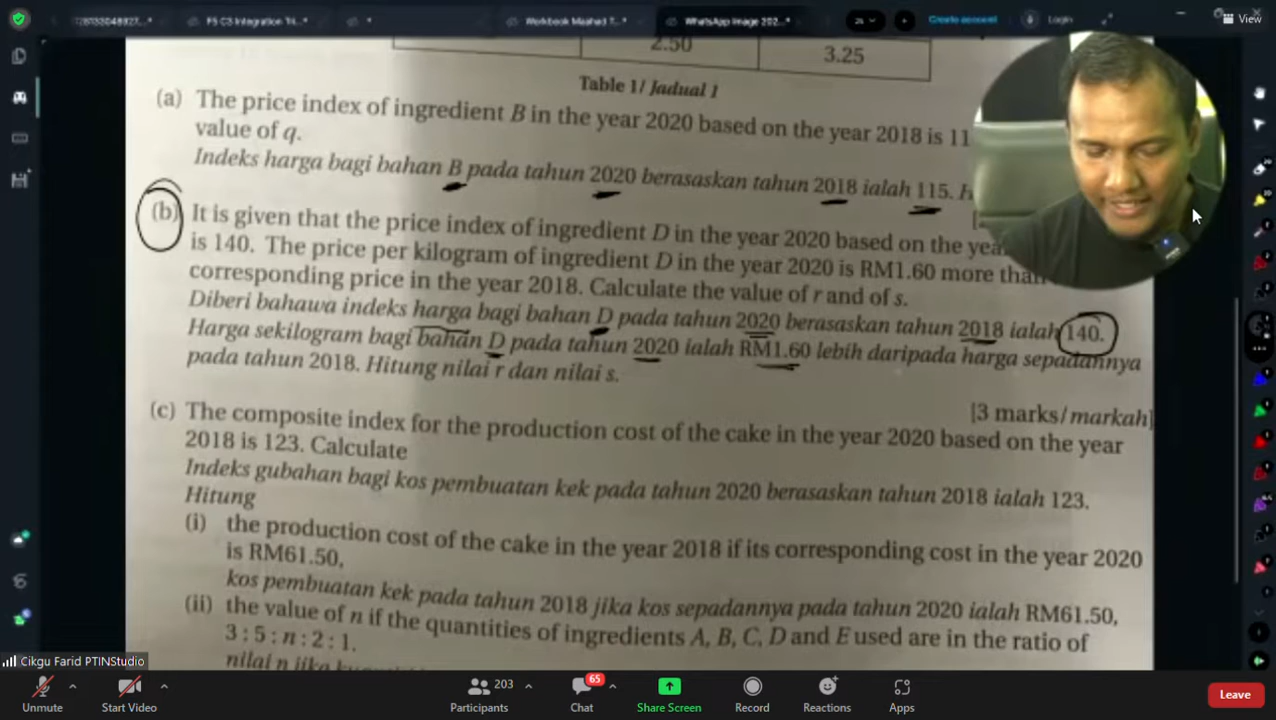 F5 C3 Integration
WhatsApp Image 202...
Create account
Login
View
2.50
3.25
Table 1/ Jadual 1
(a) The price index of ingredient B in the year 2020 based on the year 2018 is 11
value of q.
Indeks harga bagi bahan B pada tahun 2020 berasaskan tahun 2018 ialah 115.
(b) It is given that the price index of ingredient D in the year 2020 based on the
is 140. The price per kilogram of ingredient D in the year 2020 is RM1.60 more than
corresponding price in the year 2018. Calculate the value of r and of s.
Diberi bahawa indeks harga bagi bahan D pada tahun 2020 berasaskan tahun 2018 ialah 140.
Harga sekilogram bagi bahan D pada tahun 2020 ialah RM1.60 lebih daripada harga sepadannya
pada tahun 2018. Hitung nilai r dan nilai s.
[3 marks/markah]
(c) The composite index for the production cost of the cake in the year 2020 based on the year
2018 is 123. Calculate
Indeks gubahan bagi kos pembuatan kek pada tahun 2020 berasaskan tahun 2018 ialah 123.
Hitung
(i) the production cost of the cake in the year 2018 if its corresponding cost in the year 2020
is RM61.50,
kos pembuatan kek pada tahun 2018 jika kos sepadannya pada tahun 2020 ialah RM61.50,
(ii) the value of n if the quantities of ingredients A, B, C, D and E used are in the ratio of
3 : 5 : n : 2 : 1.
nilai n jika
Cikgu Farid PTINStudio
203
65
Unmute
Start Video
Participants
Chat
Share Screen
Record
Reactions
Apps
Leave